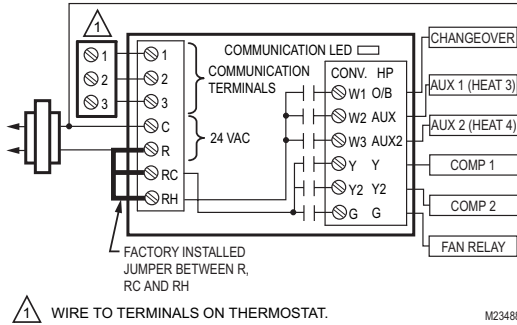 1
CHANGEOVER
COMMUNICATION LED
1 1
COMMUNICATION
TERMINALS
CONV. HP
2 2
W1 O/B
AUX 1 (HEAT 3)
3 3
W2 AUX
C
24 VAC
W3 AUX2
AUX 2 (HEAT 4)
R
Y Y
COMP 1
RC
Y2 Y2
COMP 2
RH
G G
FAN RELAY
FACTORY INSTALLED
JUMPER BETWEEN R,
RC AND RH
1 WIRE TO TERMINALS ON THERMOSTAT.